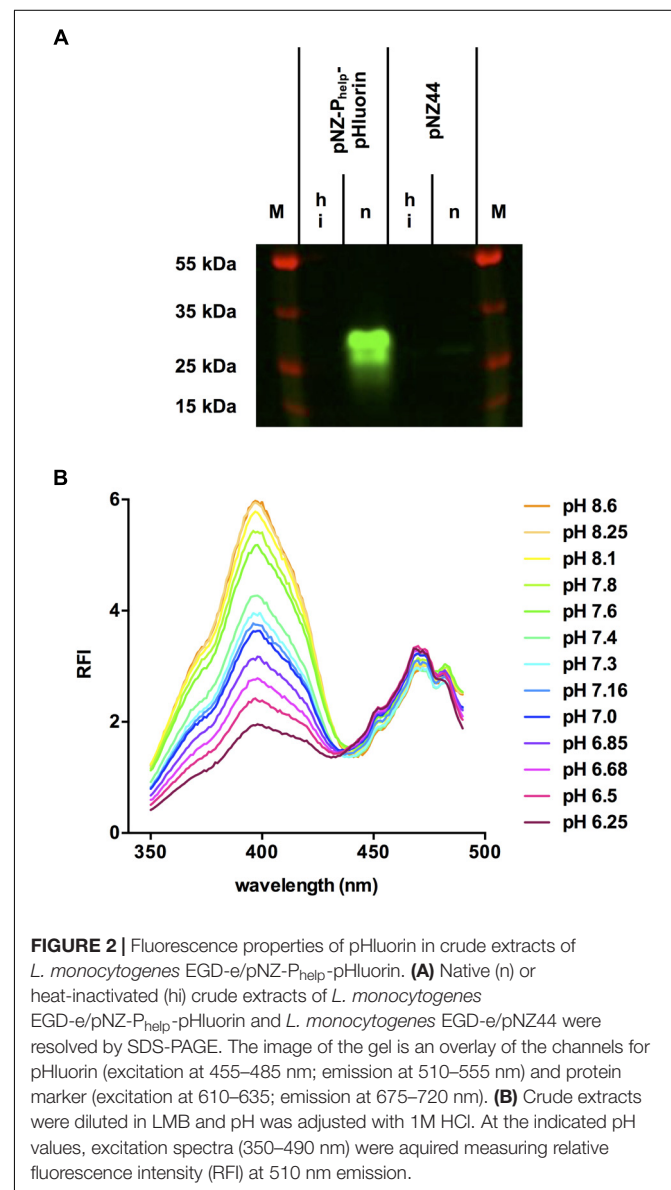 A
pNZ-Phelp-
pHluorin
pNZ44
M
h
i
n
h
i
n
M
55 kDa
35 kDa
25 kDa
15 kDa
B
6
4
2
0
RFI
350
400
450
500
wavelength (nm)
pH 8.6
pH 8.25
pH 8.1
pH 7.8
pH 7.6
pH 7.4
pH 7.3
pH 7.16
pH 7.0
pH 6.85
pH 6.68
pH 6.5
pH 6.25
FIGURE 2 | Fluorescence properties of pHluorin in crude extracts of
L. monocytogenes EGD-e/pNZ-Phelp-pHluorin. (A) Native (n) or
heat-inactivated (hi) crude extracts of L. monocytogenes
EGD-e/pNZ-Phelp-pHluorin and L. monocytogenes EGD-e/pNZ44 were
resolved by SDS-PAGE. The image of the gel is an overlay of the channels for
pHluorin (excitation at 455–485 nm; emission at 510–555 nm) and protein
marker (excitation at 610–635; emission at 675–720 nm). (B) Crude extracts
were diluted in LMB and pH was adjusted with 1M HCl. At the indicated pH
values, excitation spectra (350–490 nm) were aquired measuring relative
fluorescence intensity (RFI) at 510 nm emission.